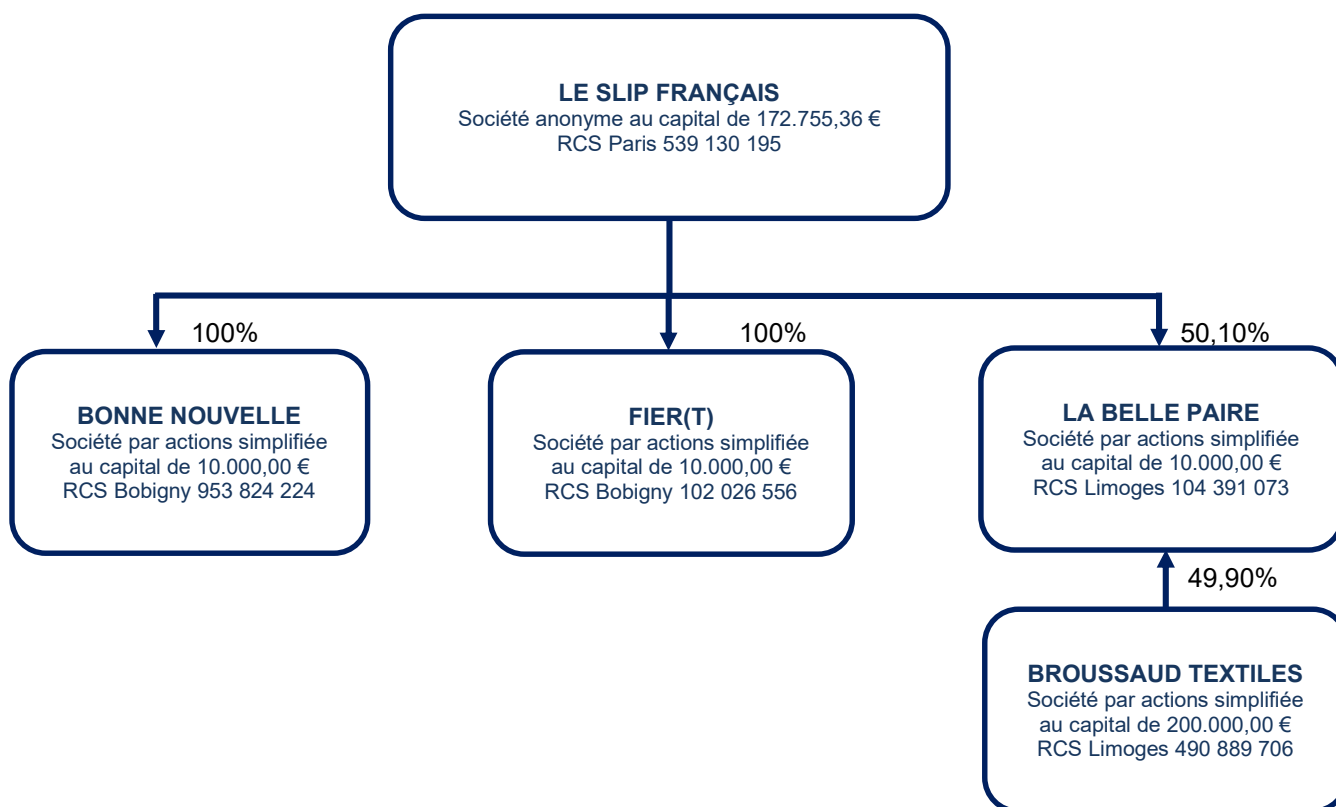 LE SLIP FRANÇAIS
Société anonyme au capital de 172.755,36 €
RCS Paris 539 130 195
100%
100%
50,10%
BONNE NOUVELLE
Société par actions simplifiée
au capital de 10.000,00 €
RCS Bobigny 953 824 224
FIER(T)
Société par actions simplifiée
au capital de 10.000,00 €
RCS Bobigny 102 026 556
LA BELLE PAIRE
Société par actions simplifiée
au capital de 10.000,00 €
RCS Limoges 104 391 073
49,90%
BROUSSAUD TEXTILES
Société par actions simplifiée
au capital de 200.000,00 €
RCS Limoges 490 889 706